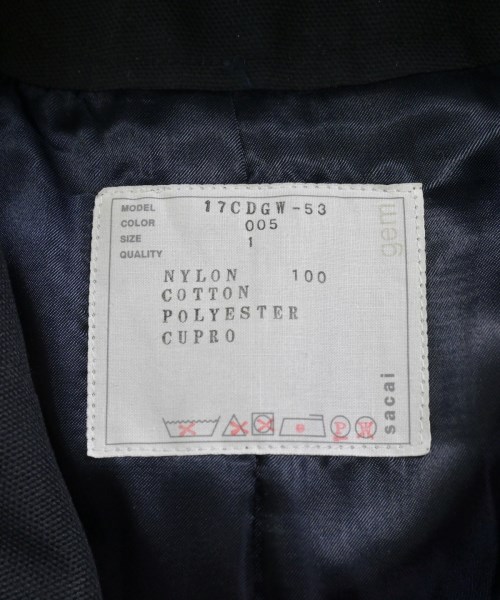 MODEL 17CDGW-53
COLOR 005
SIZE 1
QUALITY
NYLON 100
COTTON
POLYESTER
CUPRO
P W
gem
sacai